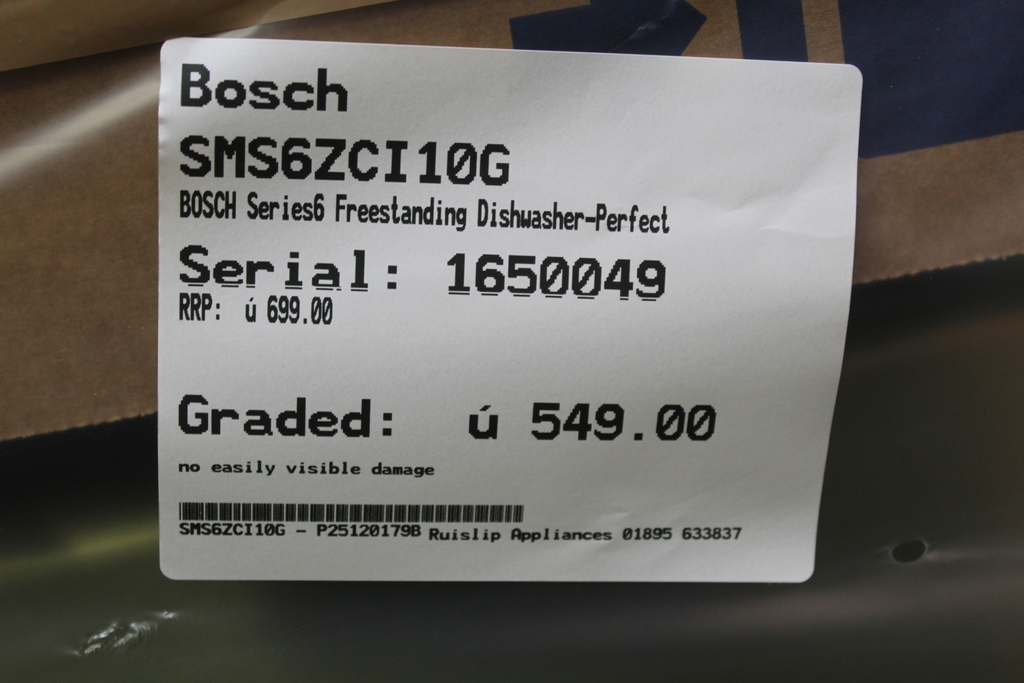 Bosch
SMS6ZCI10G
BOSCH Series6 Freestanding Dishwasher-Perfect
Serial: 1650049
RRP: ú 699.00
Graded: ú 549.00
no easily visible damage
SMS6ZCI10G - P25120179B Ruislip Appliances 01895 633837